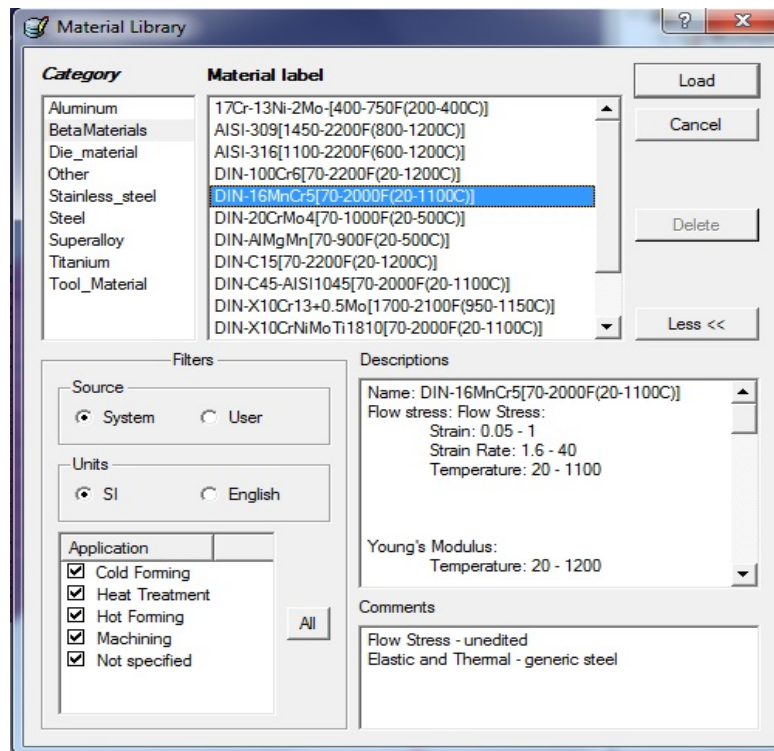 Material Library
Category
Material label
Aluminum
BetaMaterials
Die_material
Other
Stainless_steel
Steel
Superalloy
Titanium
Tool_Material
17Cr-13Ni-2Mo-[400-750F(200-400C)]
AISI-309[1450-2200F(800-1200C)]
AISI-316[1100-2200F(600-1200C)]
DIN-100Cr6[70-2200F(20-1200C)]
DIN-16MnCr5[70-2000F(20-1100C)]
DIN-20CrMo4[70-1000F(20-500C)]
DIN-AlMgMn[70-900F(20-500C)]
DIN-C15[70-2200F(20-1200C)]
DIN-C45-AISI1045[70-2000F(20-1100C)]
DIN-X10Cr13+0.5Mo[1700-2100F(950-1150C)]
DIN-X10CrNiMoTi1810[70-2000F(20-1100C)]
Load
Cancel
Delete
Less <<
Filters
Source
System
User
Units
SI
English
Application
Cold Forming
Heat Treatment
Hot Forming
Machining
Not specified
All
Descriptions
Name: DIN-16MnCr5[70-2000F(20-1100C)]
Flow stress: Flow Stress:
Strain: 0.05 - 1
Strain Rate: 1.6 - 40
Temperature: 20 - 1100
Young's Modulus:
Temperature: 20 - 1200
Comments
Flow Stress - unedited
Elastic and Thermal - generic steel